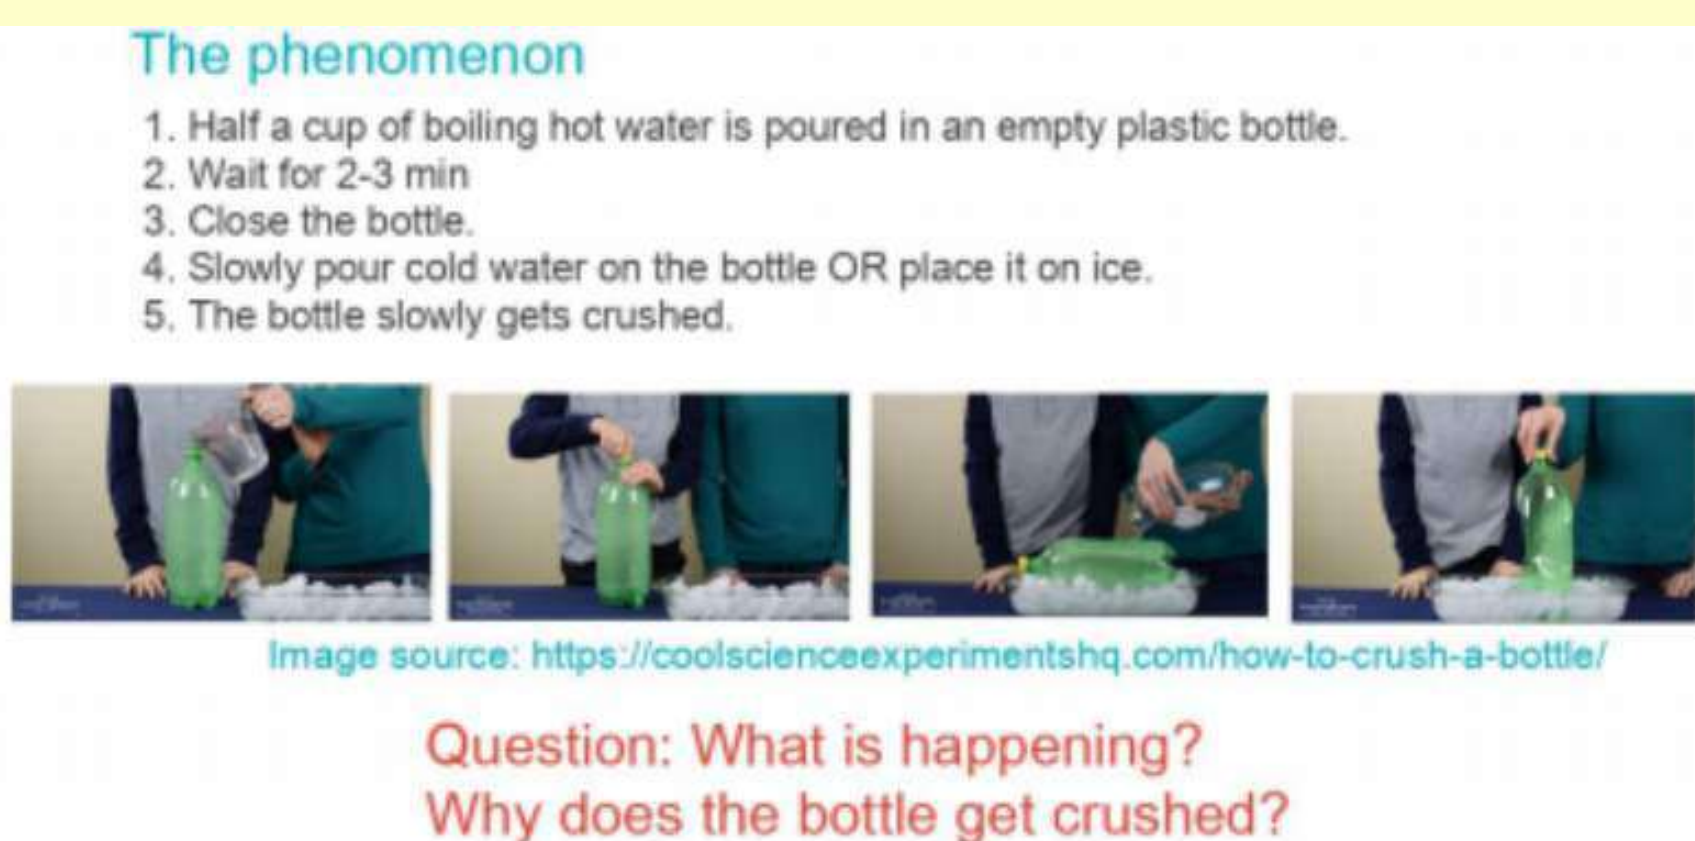 The phenomenon
1. Half a cup of boiling hot water is poured in an empty plastic bottle.
2. Wait for 2-3 min
3. Close the bottle.
4. Slowly pour cold water on the bottle OR place it on ice.
5. The bottle slowly gets crushed.
Image source: https://coolscienceexperimentshq.com/how-to-crush-a-bottle/
Question: What is happening?
Why does the bottle get crushed?